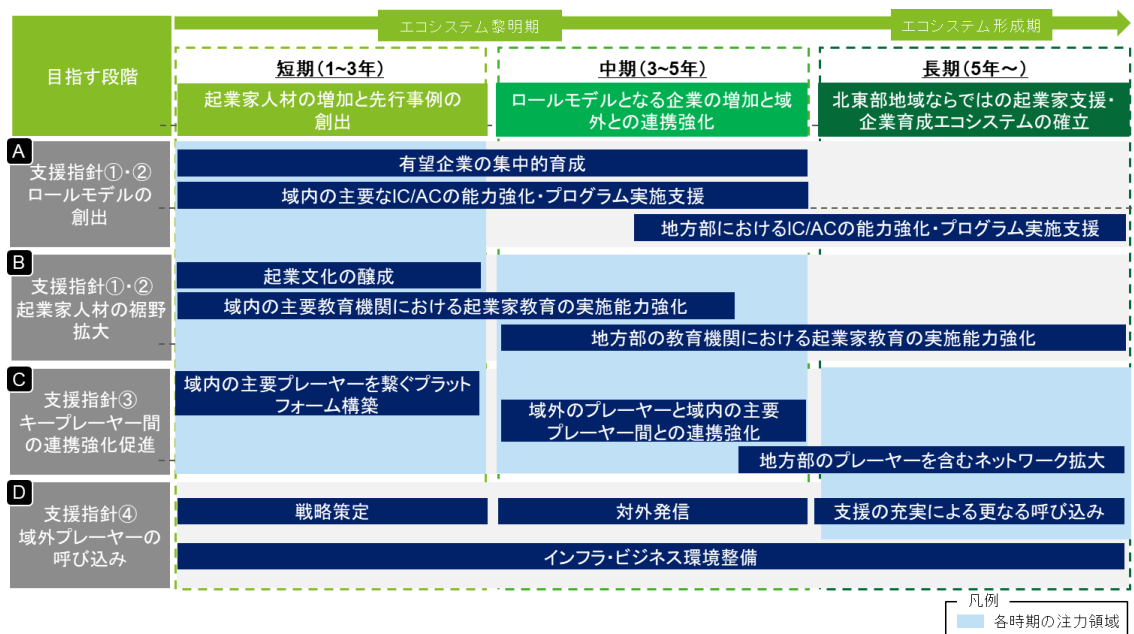 エコシステム黎明期
エコシステム形成期
目指す段階
短期(1~3年)
起業家人材の増加と先行事例の
創出
中期(3~5年)
ロールモデルとなる企業の増加と域
外との連携強化
長期(5年~)
北東部地域ならではの起業家支援・
企業育成エコシステムの確立
A
支援指針①・②
ロールモデルの
創出
有望企業の集中的育成
域内の主要なIC/ACの能力強化・プログラム実施支援
地方部におけるIC/ACの能力強化・プログラム実施支援
B
支援指針①・②
起業家人材の裾野
拡大
起業文化の醸成
域内の主要教育機関における起業家教育の実施能力強化
地方部の教育機関における起業家教育の実施能力強化
C
支援指針③
キープレーヤー間
の連携強化促進
域内の主要プレーヤーを繋ぐプラット
フォーム構築
域外のプレーヤーと域内の主要
プレーヤー間との連携強化
地方部のプレーヤーを含むネットワーク拡大
D
支援指針④
域外プレーヤーの
呼び込み
戦略策定
対外発信
支援の充実による更なる呼び込み
インフラ・ビジネス環境整備
凡例
各時期の注力領域